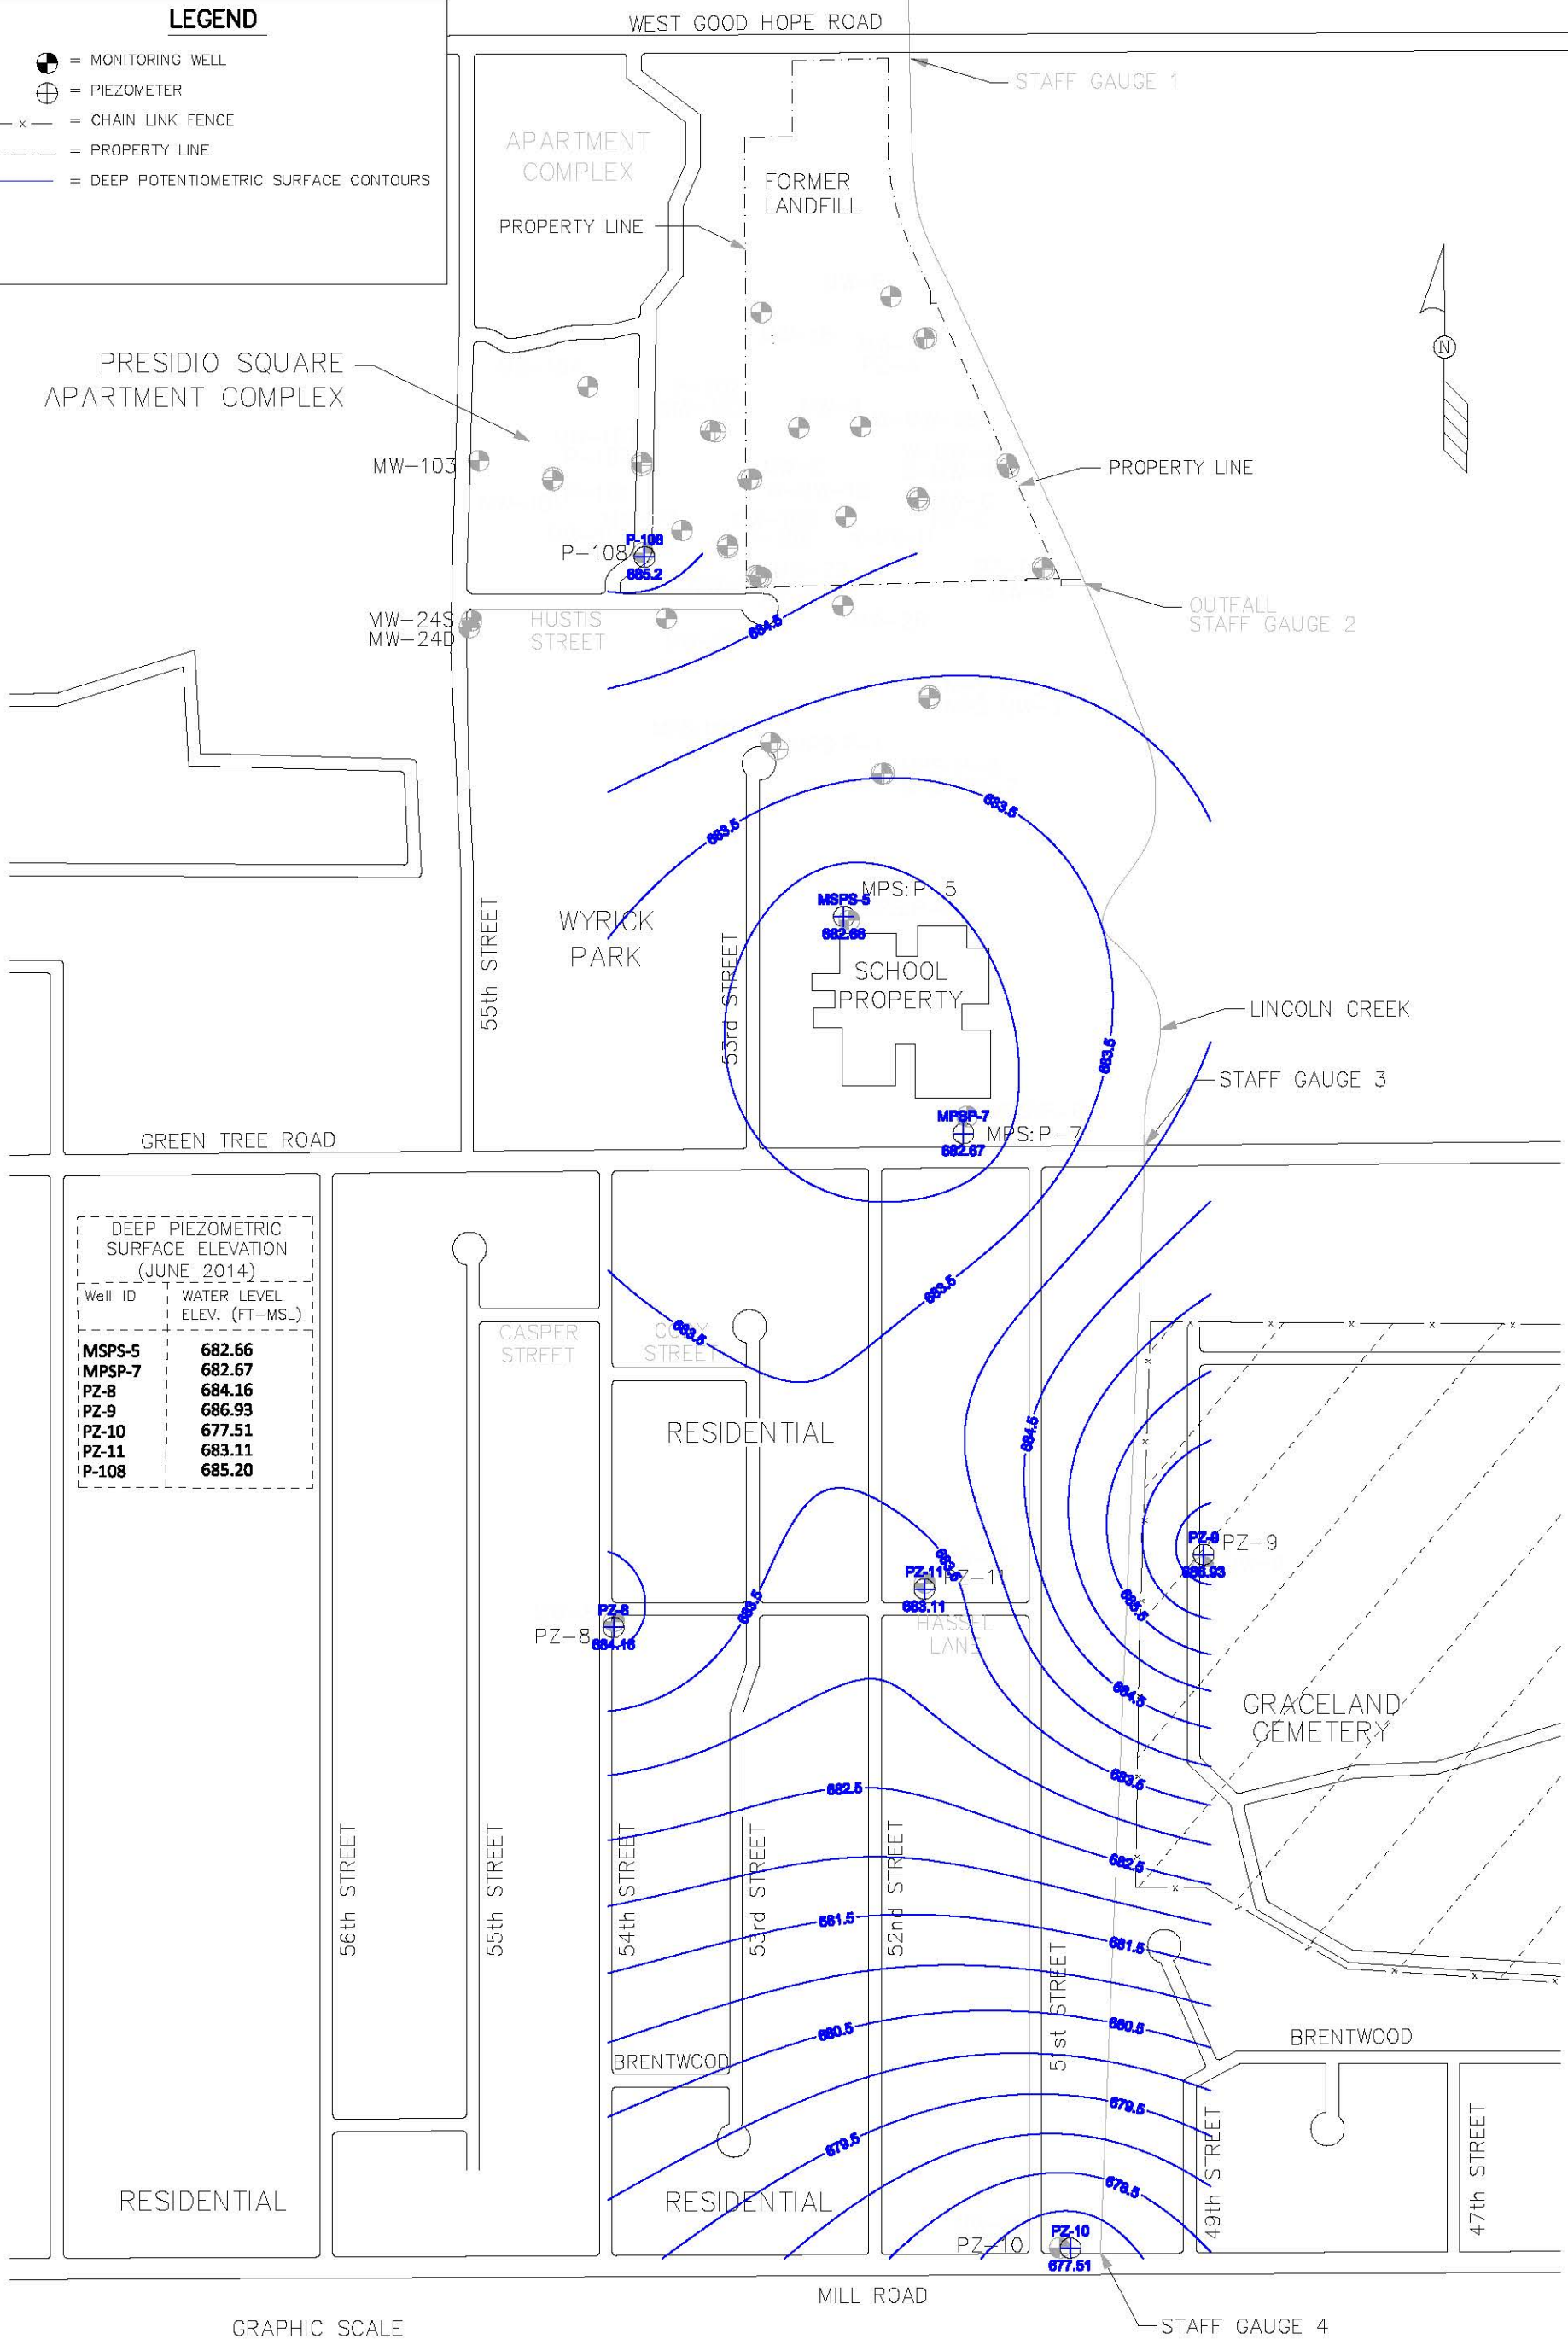 LEGEND
= MONITORING WELL
= PIEZOMETER
x = CHAIN LINK FENCE
= PROPERTY LINE
= DEEP POTENTIOMETRIC SURFACE CONTOURS
WEST GOOD HOPE ROAD
STAFF GAUGE 1
APARTMENT
COMPLEX
FORMER
LANDFILL
PROPERTY LINE
N
PRESIDIO SQUARE
APARTMENT COMPLEX
MW-103
PROPERTY LINE
P-108
P-108
685.2
MW-24S
MW-24D
HUSTIS
STREET
684.5
OUTFALL
STAFF GAUGE 2
683.5
683.5
MSPS-5
MPS:P-5
682.66
WYRICK
PARK
55th STREET
53rd STREET
SCHOOL
PROPERTY
LINCOLN CREEK
683.5
STAFF GAUGE 3
MPSP-7
MPS:P-7
682.67
GREEN TREE ROAD
DEEP PIEZOMETRIC
SURFACE ELEVATION
(JUNE 2014)
Well ID WATER LEVEL
ELEV. (FT-MSL)
MSPS-5 682.66
MPSP-7 682.67
PZ-8 684.16
PZ-9 686.93
PZ-10 677.51
PZ-11 683.11
P-108 685.20
683.5
683.5
CASPER
STREET
CODY
STREET
RESIDENTIAL
684.5
PZ-9
PZ-9
686.93
683.5
PZ-11
PZ-11
683.11
685.5
683.5
PZ-8
PZ-8
684.16
HASSEL
LANE
684.5
GRACELAND
CEMETERY
683.5
682.5
682.5
56th STREET
55th STREET
54th STREET
53rd STREET
52nd STREET
681.5
681.5
51st STREET
680.5
680.5
BRENTWOOD
BRENTWOOD
679.5
679.5
49th STREET
47th STREET
678.5
RESIDENTIAL
RESIDENTIAL
PZ-10
PZ-10
677.51
MILL ROAD
GRAPHIC SCALE
STAFF GAUGE 4